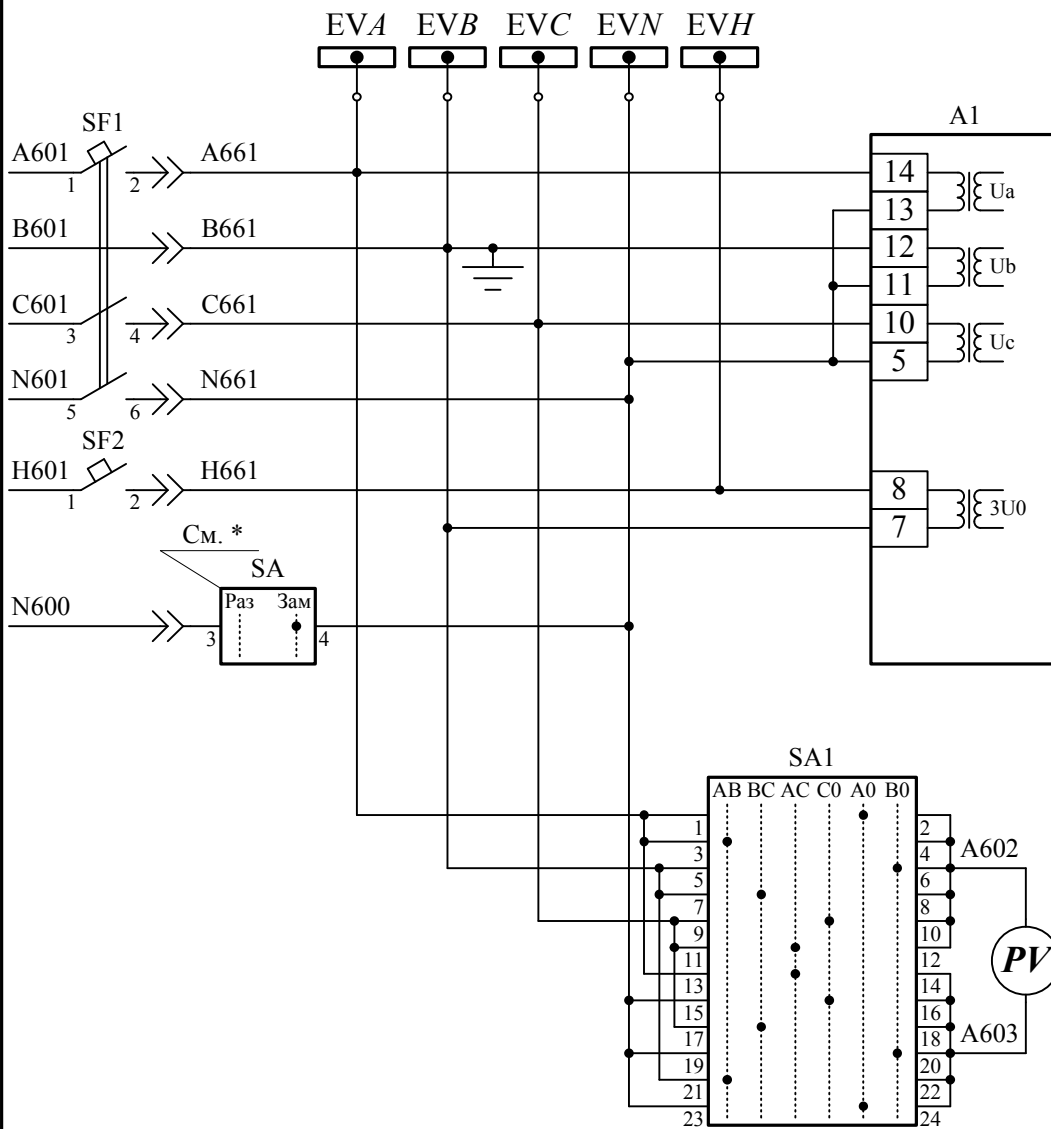 EVA EVB EVC EVN EVH
SF1
A1
A601 1 2 A661 14 Ua
13
B601 B661 12 Ub
11
C601 3 4 C661 10 Uc
5
N601 5 6 N661
SF2
H601 1 2 H661 8 3U0
7
См. *
SA
N600 3 Раз Зам 4
SA1
AB BC AC C0 A0 B0
1 2
3 4 A602
5 6
7 8
9 10
11 12
PV
13 14
15 16
17 18 A603
19 20
21 22
23 24